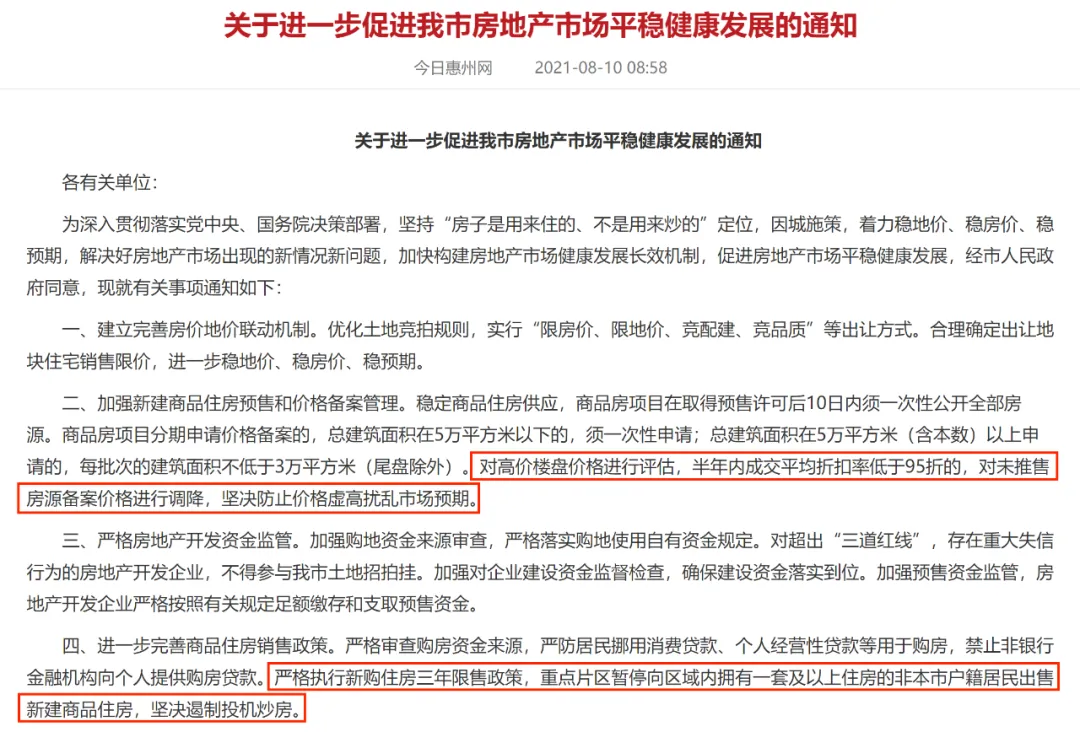 关于进一步促进我市房地产市场平稳健康发展的通知
今日惠州网 2021-08-10 08:58
关于进一步促进我市房地产市场平稳健康发展的通知
各有关单位：
为深入贯彻落实党中央、国务院决策部署，坚持“房子是用来住的、不是用来炒的”定位，因城施策，着力稳地价、稳房价、稳
预期，解决好房地产市场出现的新情况新问题，加快构建房地产市场健康发展长效机制，促进房地产市场平稳健康发展，经市人民政
府同意，现就有关事项通知如下：
一、建立完善房价地价联动机制。优化土地竞拍规则，实行“限房价、限地价、竞配建、竞品质”等出让方式。合理确定出让地
块住宅销售限价，进一步稳地价、稳房价、稳预期。
二、加强新建商品住房预售和价格备案管理。稳定商品住房供应，商品房项目在取得预售许可后10日内须一次性公开全部房
源。商品房项目分期申请价格备案的，总建筑面积在5万平方米以下的，须一次性申请；总建筑面积在5万平方米（含本数）以上申
请的，每批次的建筑面积不低于3万平方米（尾盘除外）。对高价楼盘价格进行评估，半年内成交平均折扣率低于95折的，对未推售
房源备案价格进行调降，坚决防止价格虚高扰乱市场预期。
三、严格房地产开发资金监管。加强购地资金来源审查，严格落实购地使用自有资金规定。对超出“三道红线”，存在重大失信
行为的房地产开发企业，不得参与我市土地招拍挂。加强对企业建设资金监督检查，确保建设资金落实到位。加强预售资金监管，房
地产开发企业严格按照有关规定足额缴存和支取预售资金。
四、进一步完善商品住房销售政策。严格审查购房资金来源，严防居民挪用消费贷款、个人经营性贷款等用于购房，禁止非银行
金融机构向个人提供购房贷款。严格执行新购住房三年限售政策，重点片区暂停向区域内拥有一套及以上住房的非本市户籍居民出售
新建商品住房，坚决遏制投机炒房。